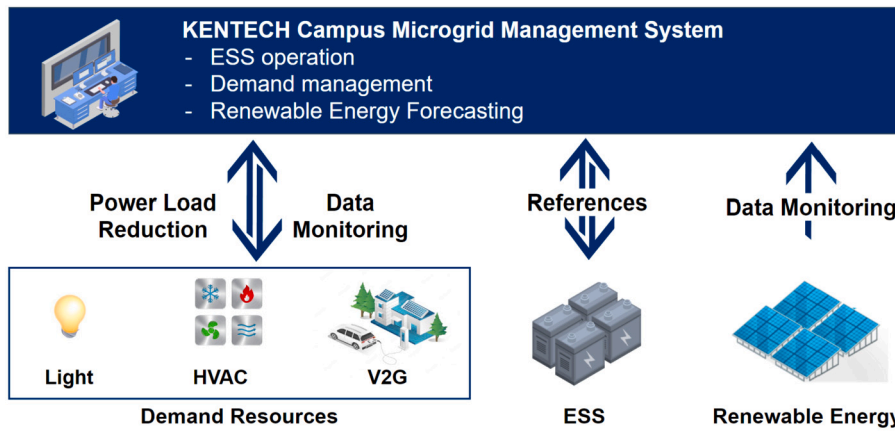 KENTECH Campus Microgrid Management System
- ESS operation
- Demand management
- Renewable Energy Forecasting
Power Load
Reduction
Data
Monitoring
References
Data Monitoring
Light
HVAC
V2G
Demand Resources
ESS
Renewable Energy